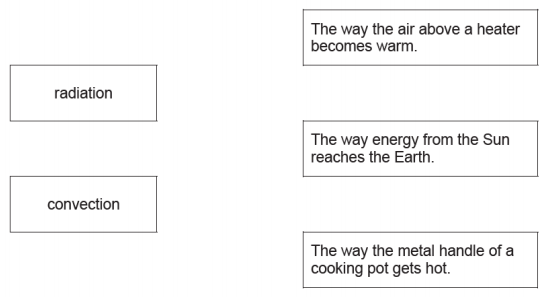 The way the air above a heater
becomes warm.
radiation
The way energy from the Sun
reaches the Earth.
convection
The way the metal handle of a
cooking pot gets hot.